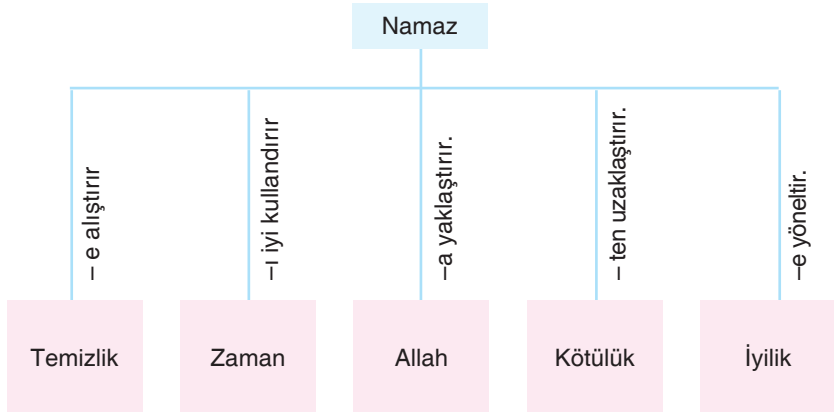 Namaz
– e alıştırır
–ı iyi kullandırır
–a yaklaştırır.
– ten uzaklaştırır.
–e yöneltir.
Temizlik
Zaman
Allah
Kötülük
İyilik